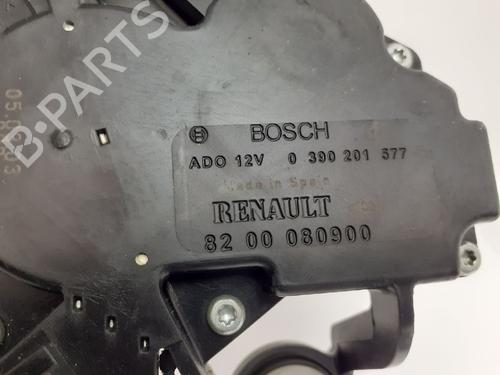 B-PARTS
BOSCH
ADO 12V 0 390 201 577
Made in Spain
RENAULT
82 00 080900